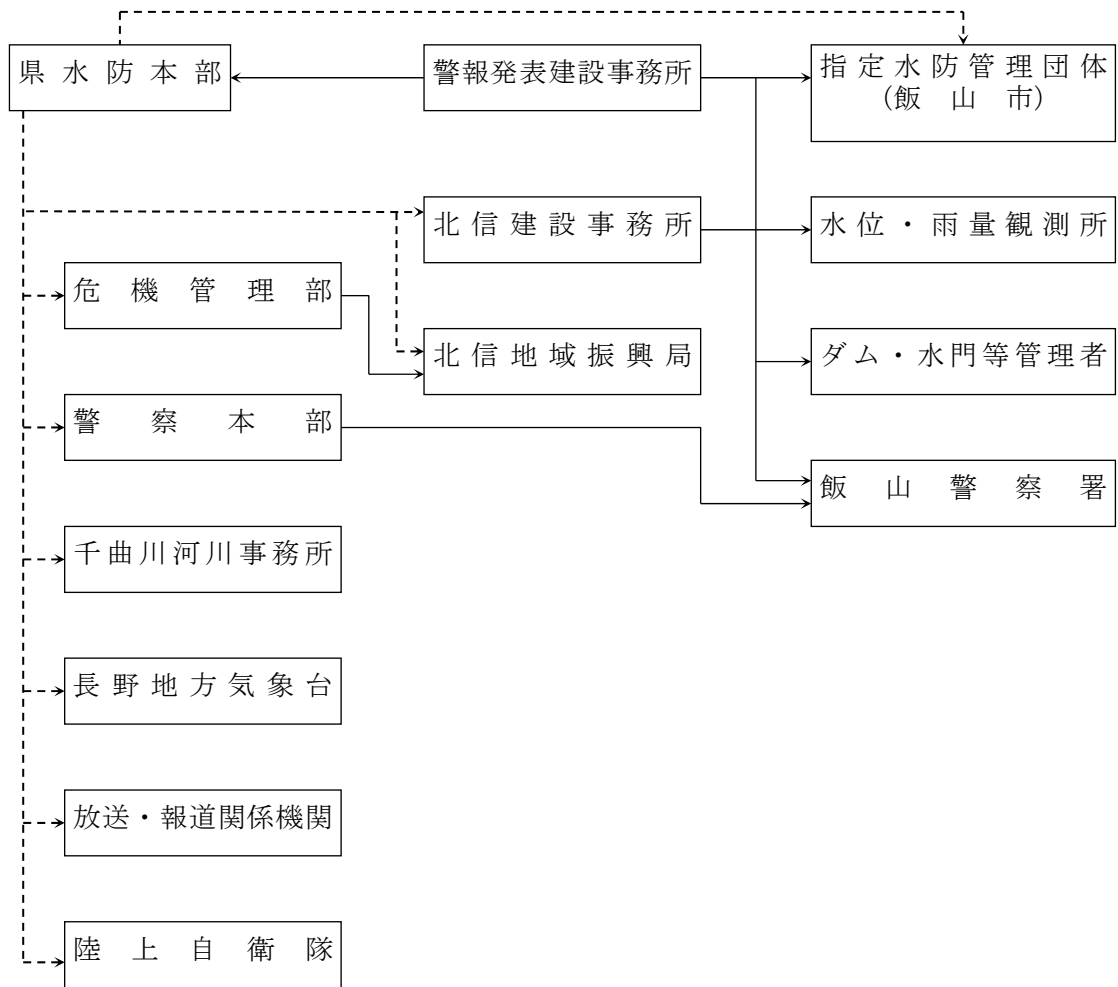 県水防本部
警報発表建設事務所
指定水防管理団体
(飯山市)
北信建設事務所
水位・雨量観測所
危機管理部
北信地域振興局
ダム・水門等管理者
警察本部
飯山警察署
千曲川河川事務所
長野地方気象台
放送・報道関係機関
陸上自衛隊